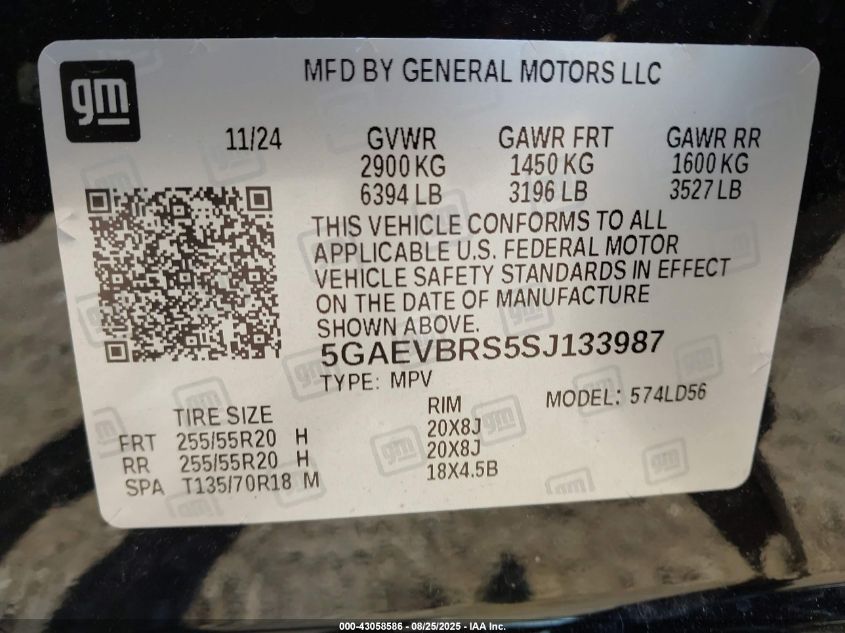 gm
MFD BY GENERAL MOTORS LLC
11/24 GVWR GAWR FRT GAWR RR
2900 KG 1450 KG 1600 KG
6394 LB 3196 LB 3527 LB
THIS VEHICLE CONFORMS TO ALL
APPLICABLE U.S. FEDERAL MOTOR
VEHICLE SAFETY STANDARDS IN EFFECT
ON THE DATE OF MANUFACTURE
SHOWN ABOVE.
5GAEVBRS5SJ133987
TYPE: MPV MODEL: 574LD56
TIRE SIZE RIM
FRT 255/55R20 H 20X8J
RR 255/55R20 H 20X8J
SPA T135/70R18 M 18X4.5B
000-43058586 - 08/25/2025 - IAA Inc.